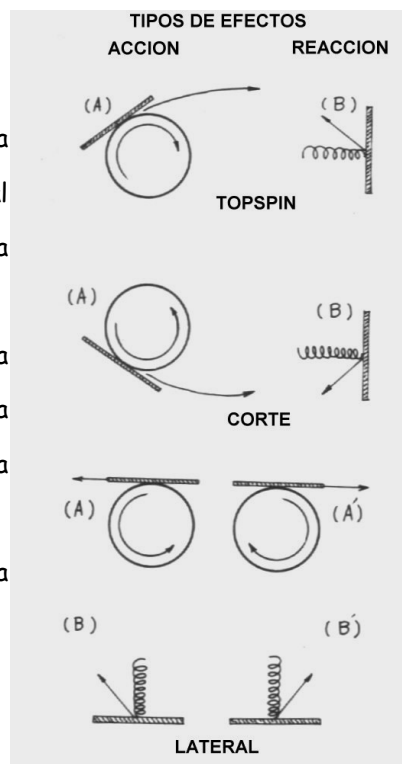 TIPOS DE EFECTOS
ACCION REACCION
(A) (B)
a
l
TOPSPIN
a
(A) (B)
a
a
CORTE
a
(A) (A´)
a
(B) (B´)
LATERAL